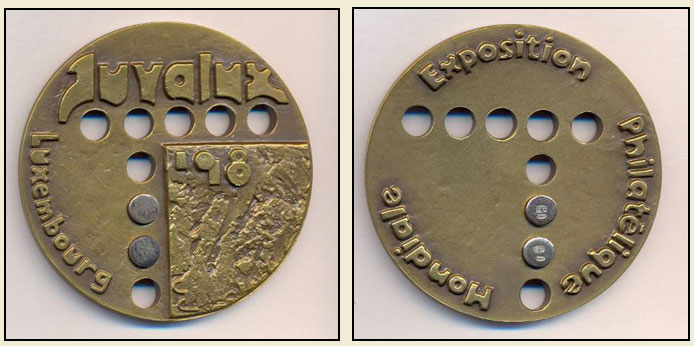 Juvalux
'98
Luxembourg
Exposition
Philatélique
Mondiale